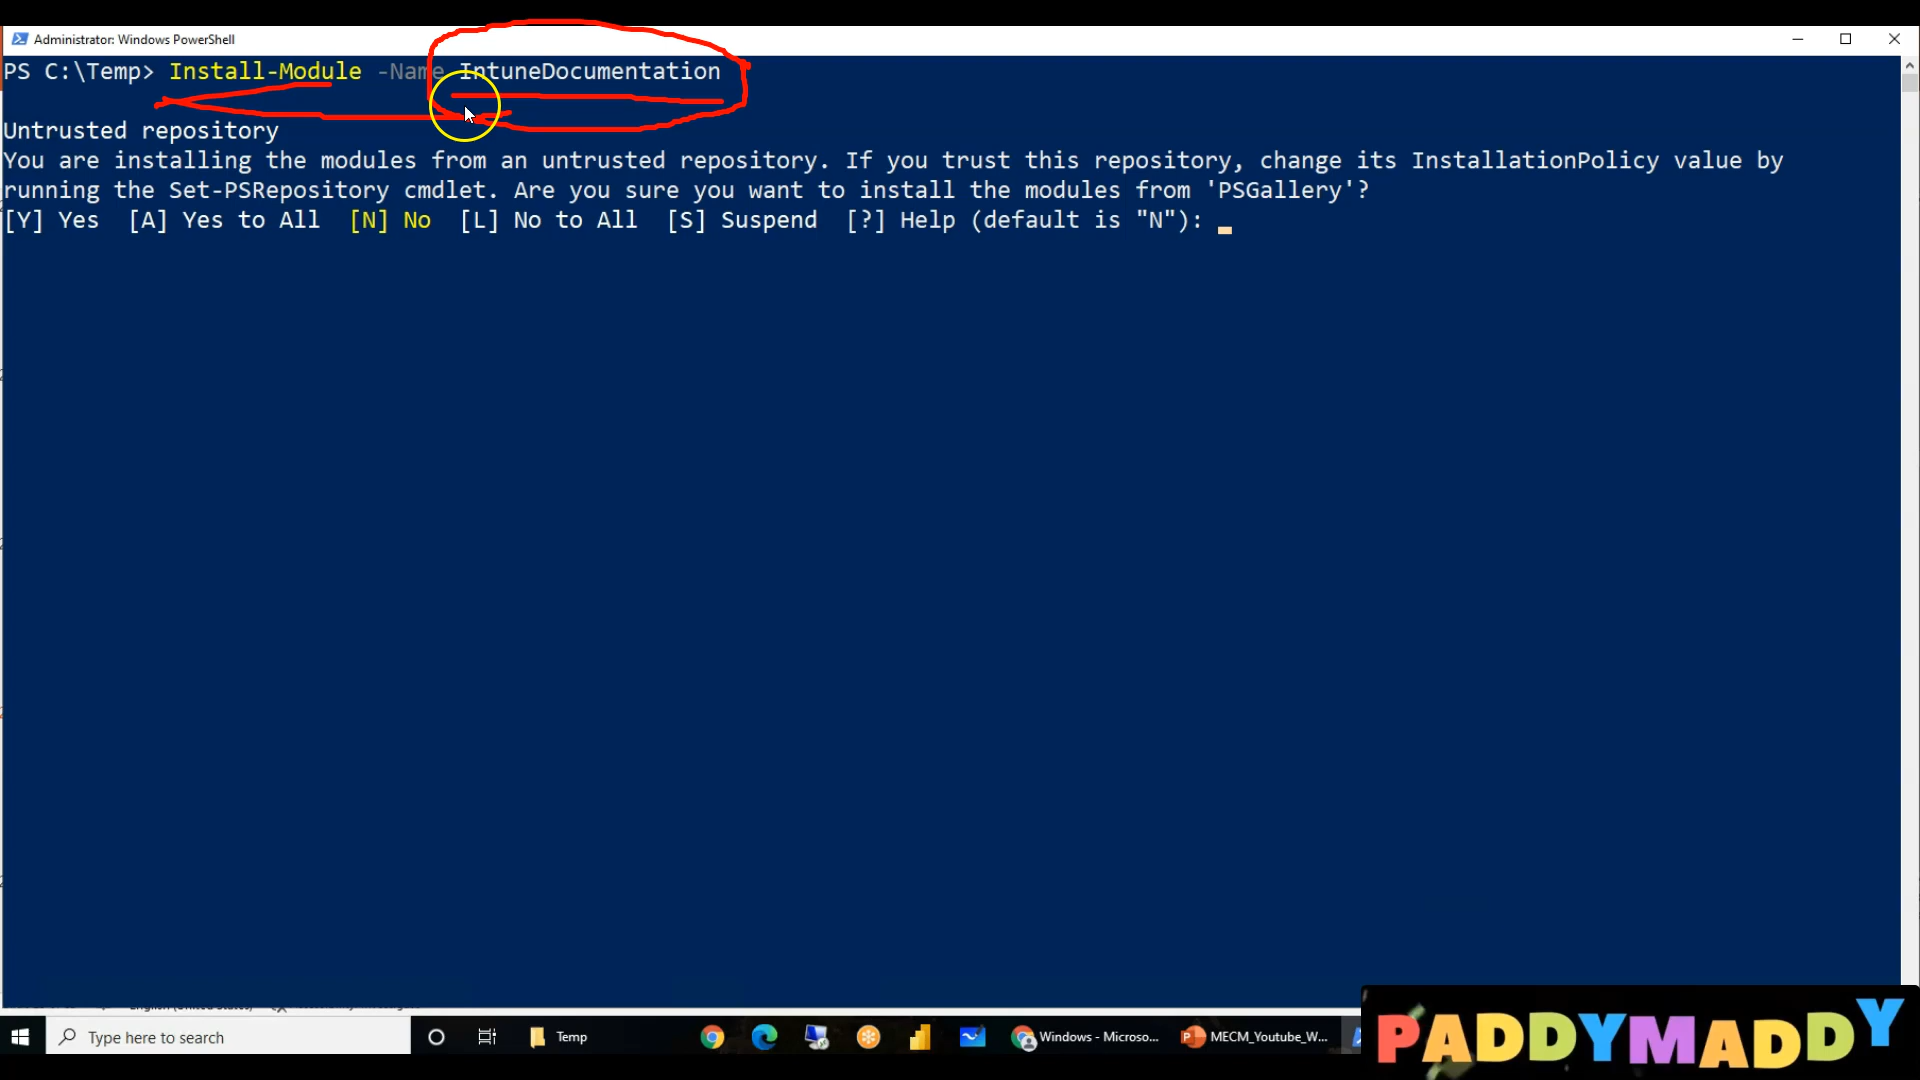 Administrator: Windows PowerShell
PS C:\Temp> Install-Module -Name IntuneDocumentation
Untrusted repository
You are installing the modules from an untrusted repository. If you trust this repository, change its InstallationPolicy value by
running the Set-PSRepository cmdlet. Are you sure you want to install the modules from 'PSGallery'?
[Y] Yes [A] Yes to All [N] No [L] No to All [S] Suspend [?] Help (default is "N"):
Type here to search
Temp
Windows - Microso...
MECM_Youtube_W...
PADDYMADDY